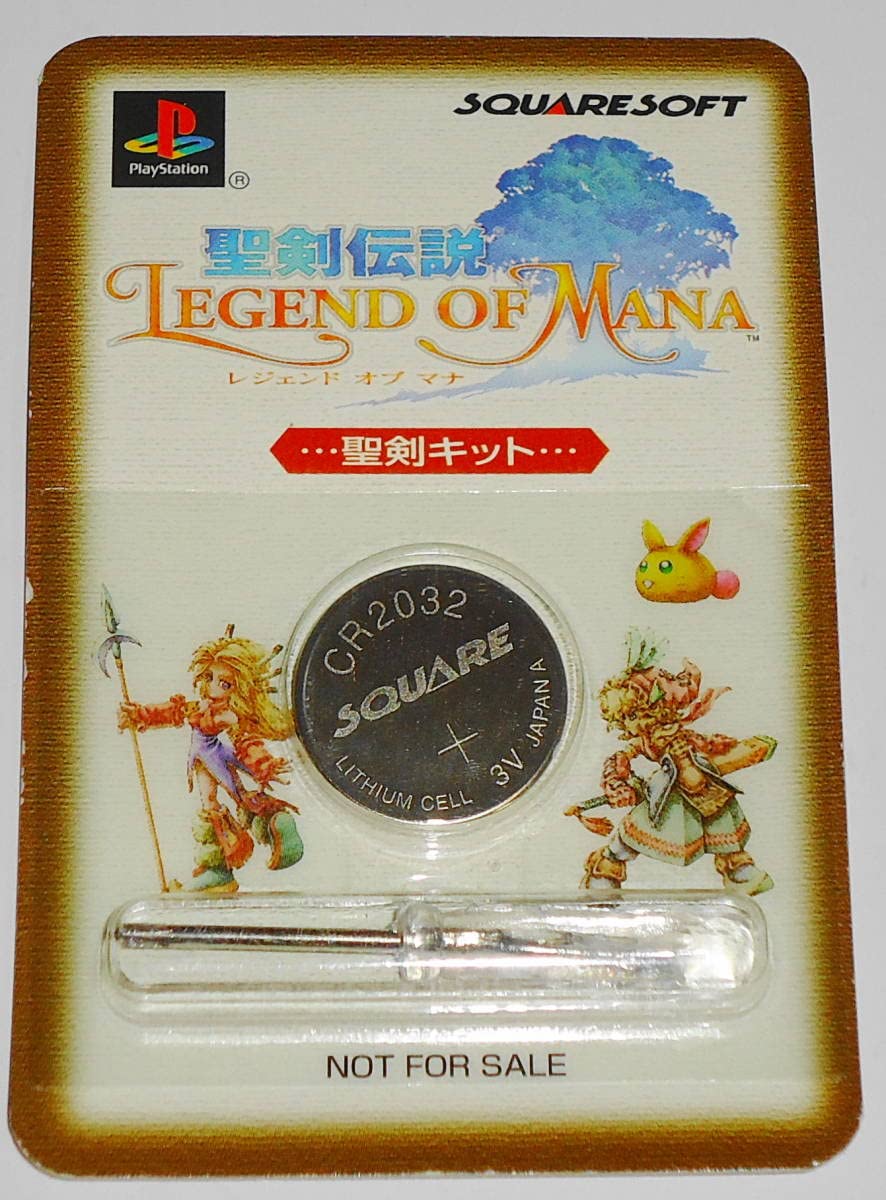 PlayStation
®
SQUARESOFT
聖剣伝説
LEGEND OF MANA
™
レジェンド オブ マナ
…聖剣キット…
CR2032
SQUARE
+
3V JAPAN A
LITHIUM CELL
NOT FOR SALE